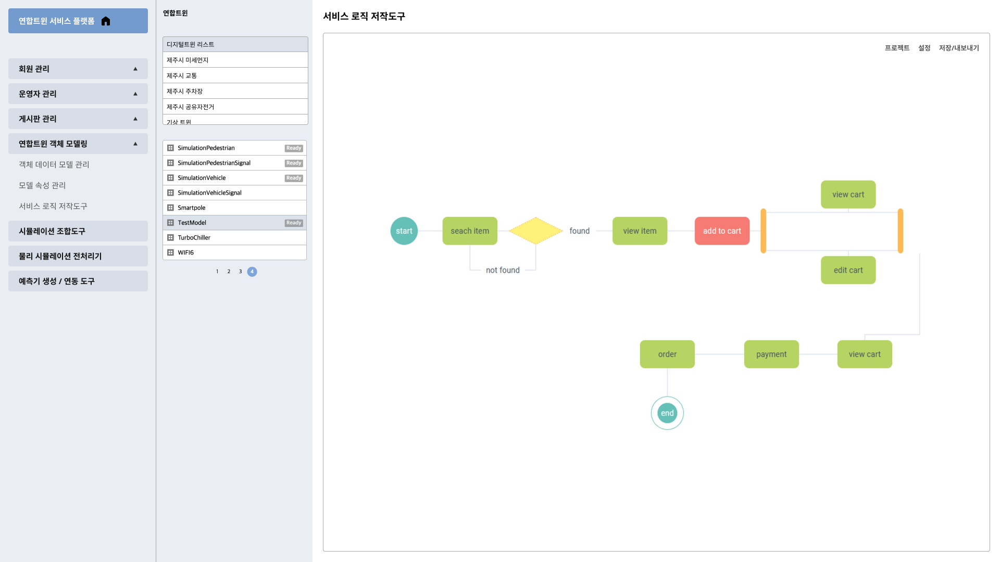 연합트윈 서비스 플랫폼
회원 관리 ▲
운영자 관리 ▲
게시판 관리 ▲
연합트윈 객체 모델링 ▲
객체 데이터 모델 관리
모델 속성 관리
서비스 로직 저작도구
시뮬레이션 조합도구
물리 시뮬레이션 전처리기
예측기 생성 / 연동 도구
연합트윈
디지털트윈 리스트
제주시 미세먼지
제주시 교통
제주시 주차장
제주시 공유자전거
기상 트윈
SimulationPedestrian Ready
SimulationPedestrianSignal Ready
SimulationVehicle Ready
SimulationVehicleSignal
Smartpole
TestModel Ready
TurboChiller
WIFI6
1 2 3 4
서비스 로직 저작도구
프로젝트 설정 저장/내보내기
view cart
start seach item found view item add to cart
not found edit cart
order payment view cart
end